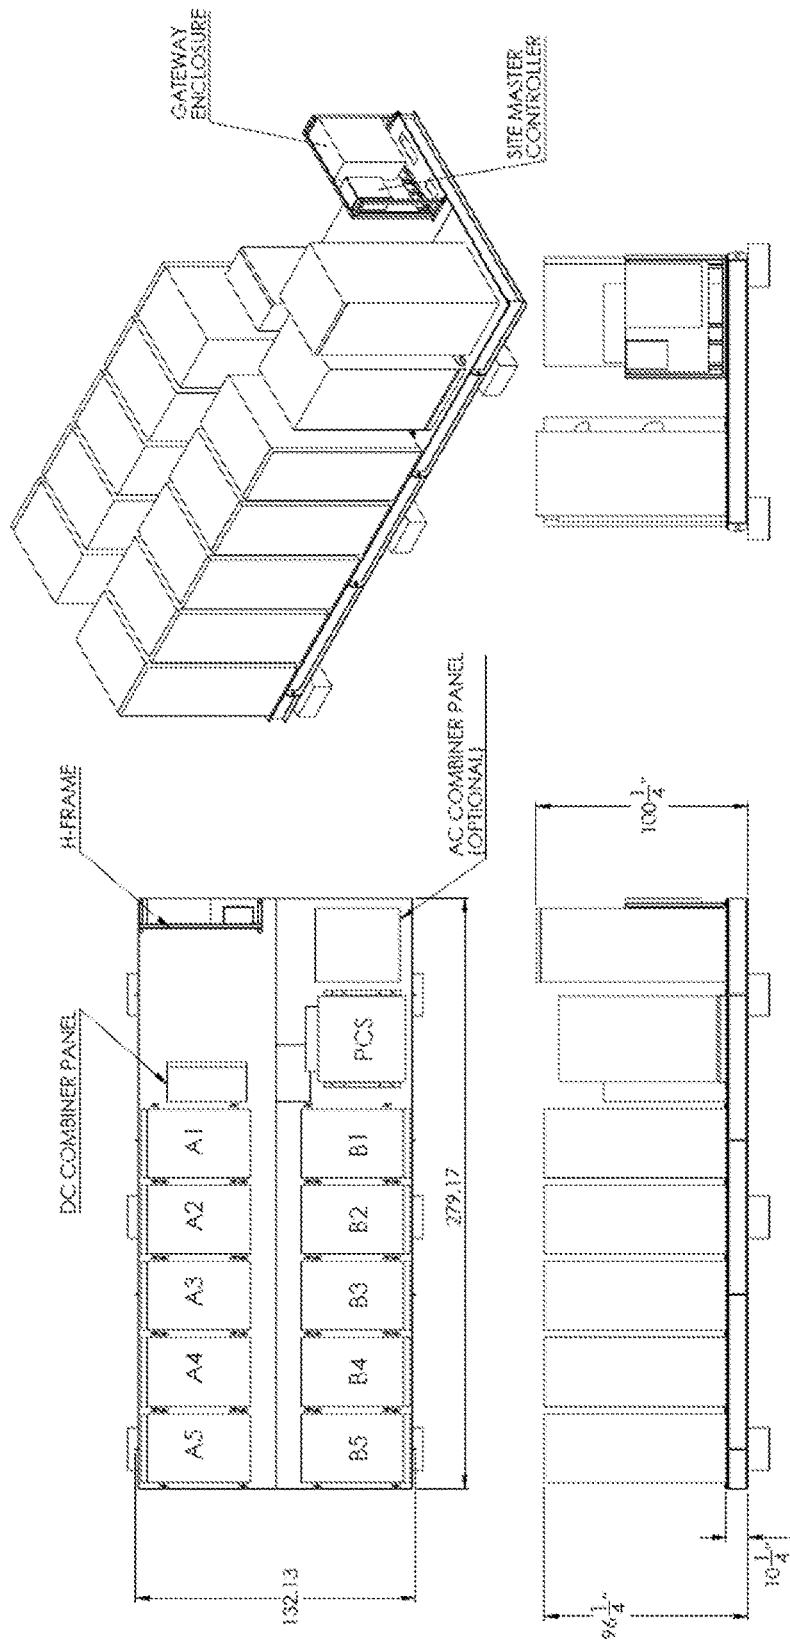 DC COMBINER PANEL
H-FRAME
A5
A4
A3
A2
A1
B5
B4
B3
B2
B1
PCS
AC COMBINER PANEL
(OPTIONAL)
132.13
279.17
GATEWAY
ENCLOSURE
SITE MASTER
CONTROLLER
96 1/4"
10 1/4"
100 1/4"